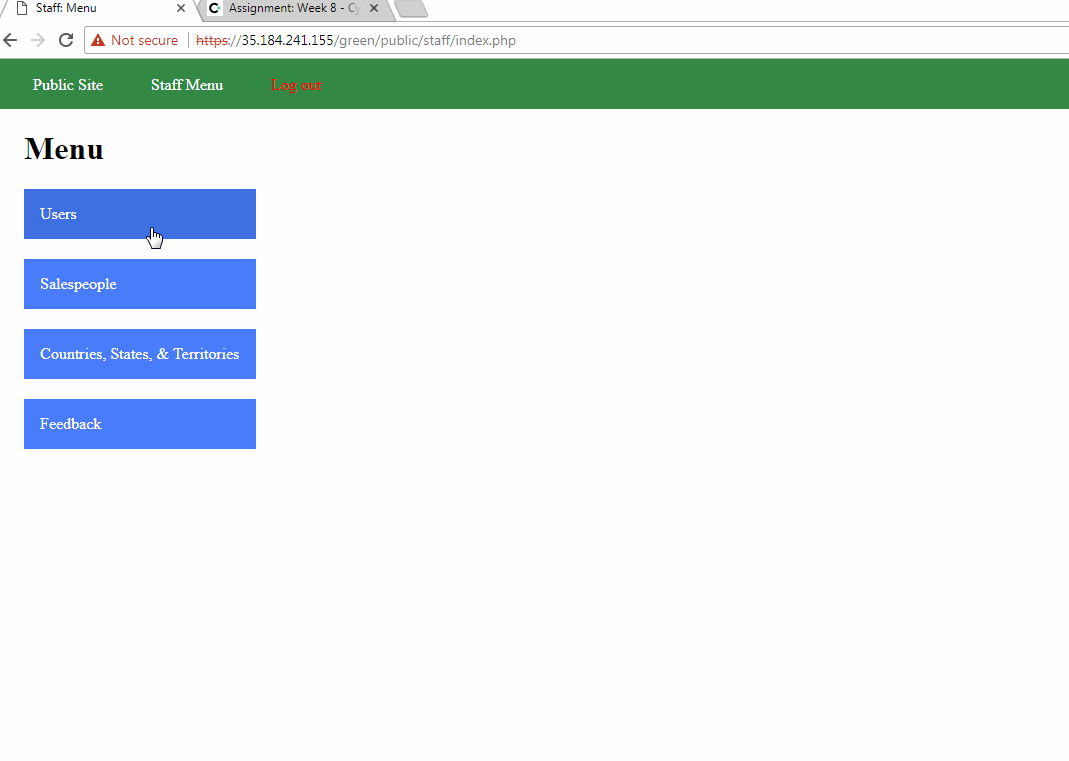 Staff: Menu
Assignment: Week 8 - Cy
Not secure
https://35.184.241.155/green/public/staff/index.php
Public Site Staff Menu Log out
Menu
Users
Salespeople
Countries, States, & Territories
Feedback